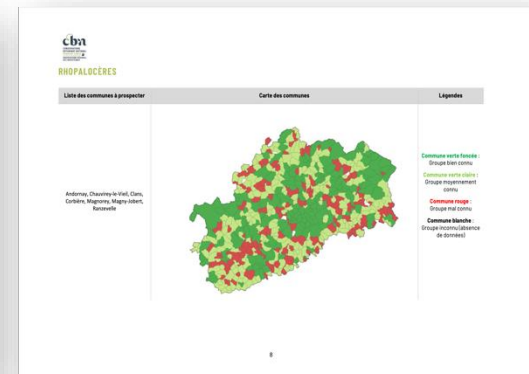 cbn
RHOPALOCÈRES
Liste des communes à prospecter
Carte des communes
Légendes
Andornay, Chauvirey-le-Vieil, Clans,
Corbière, Magnorey, Magny-Jobert,
Ranzevelle
Commune verte foncée :
Groupe bien connu
Commune verte claire :
Groupe moyennement
connu
Commune rouge :
Groupe mal connu
Commune blanche :
Groupe inconnu (absence
de données)
8